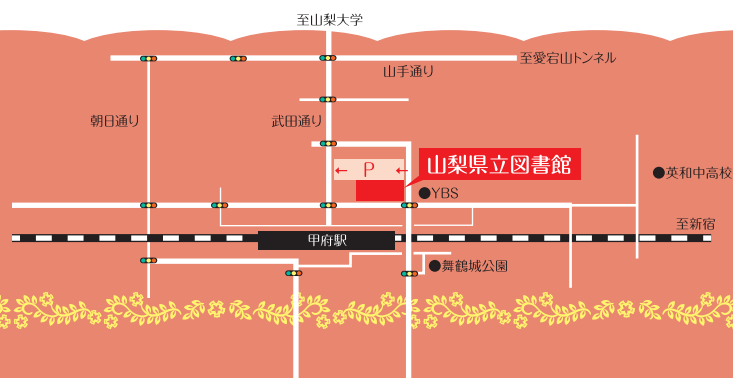 至山梨大学
至愛宕山トンネル
山手通り
朝日通り
武田通り
P
山梨県立図書館
●英和中高校
●YBS
至新宿
甲府駅
●舞鶴城公園